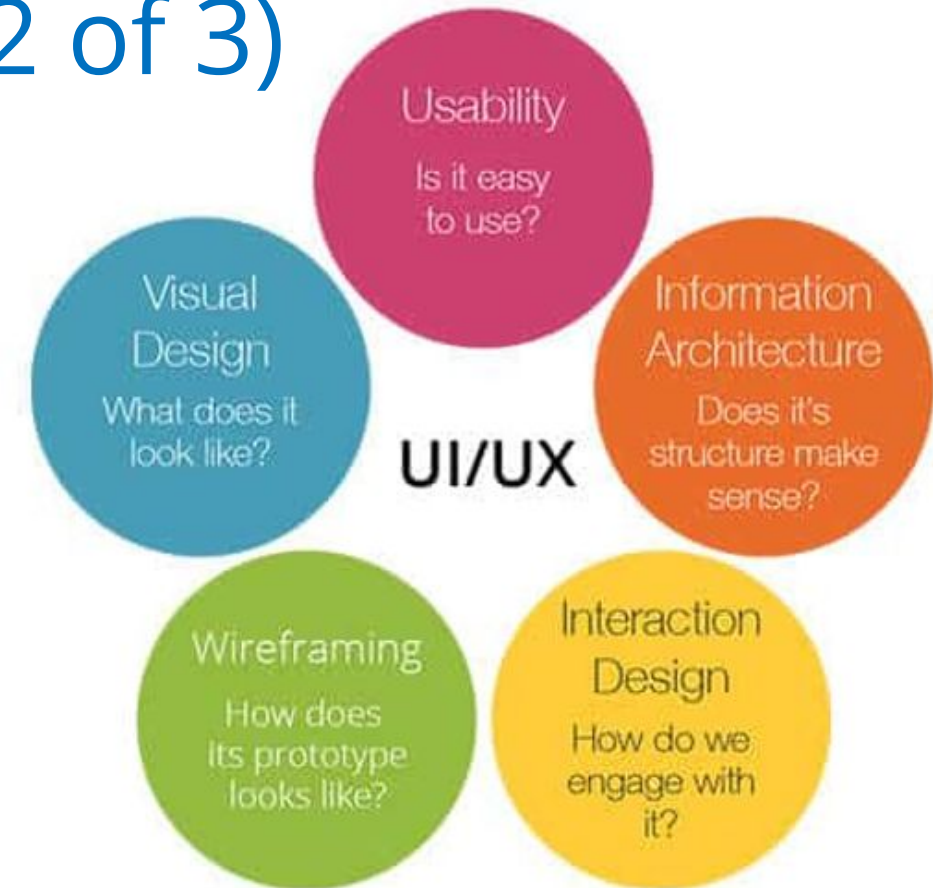 2 of 3)
Usability
Is it easy
to use?
Visual
Design
What does it
look like?
Information
Architecture
Does it's
structure make
sense?
UI/UX
Wireframing
How does
its prototype
looks like?
Interaction
Design
How do we
engage with
it?